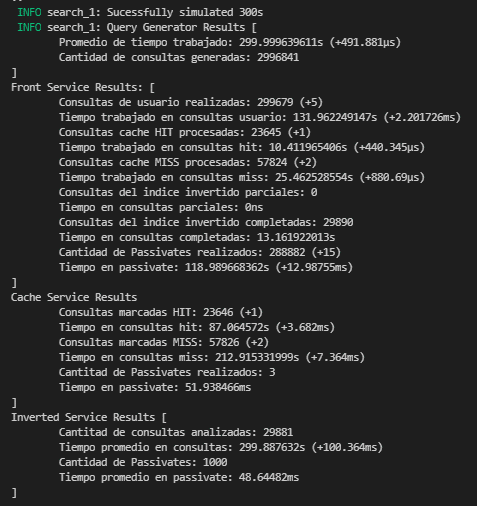 INFO search_1: Sucessfully simulated 300s
INFO search_1: Query Generator Results [
Promedio de tiempo trabajado: 299.999639611s (+491.881µs)
Cantidad de consultas generadas: 2996841
]
Front Service Results: [
Consultas de usuario realizadas: 299679 (+5)
Tiempo trabajado en consultas usuario: 131.962249147s (+2.201726ms)
Consultas cache HIT procesadas: 23645 (+1)
Tiempo trabajado en consultas hit: 10.411965406s (+440.345µs)
Consultas cache MISS procesadas: 57824 (+2)
Tiempo trabajado en consultas miss: 25.462528554s (+880.69µs)
Consultas del indice invertido parciales: 0
Tiempo en consultas parciales: 0ns
Consultas del indice invertido completadas: 29890
Tiempo en consultas completadas: 13.161922013s
Cantidad de Passivates realizados: 288882 (+15)
Tiempo en passivate: 118.989668362s (+12.98755ms)
]
Cache Service Results
Consultas marcadas HIT: 23646 (+1)
Tiempo en consultas hit: 87.064572s (+3.682ms)
Consultas marcadas MISS: 57826 (+2)
Tiempo en consultas miss: 212.915331999s (+7.364ms)
Cantidad de Passivates realizados: 3
Tiempo en passivate: 51.938466ms
]
Inverted Service Results [
Cantidad de consultas analizadas: 29881
Tiempo promedio en consultas: 299.887632s (+100.364ms)
Cantidad de Passivates: 1000
Tiempo promedio en passivate: 48.64482ms
]